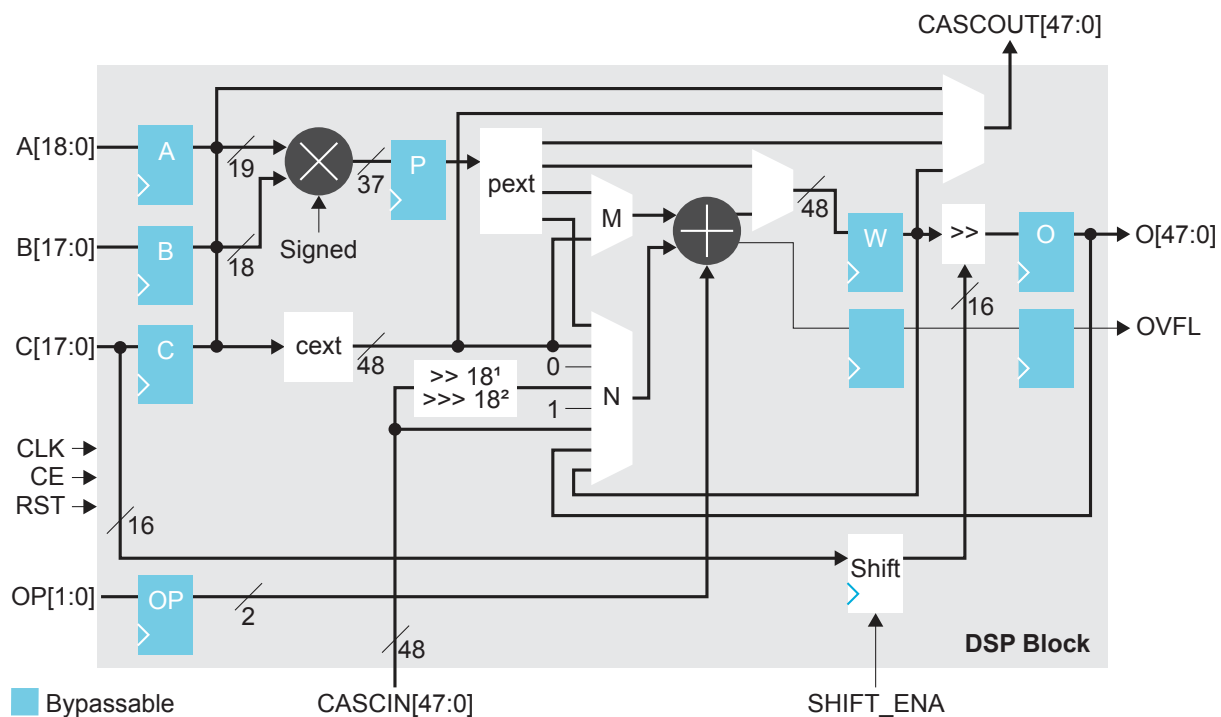 CASCOUT[47:0]
A[18:0]
A
19
P
37
pext
M
48
B[17:0]
B
18
Signed
W
>>
O
O[47:0]
16
C[17:0]
C
cext
48
OVFL
0
>> 18¹
>>> 18²
1
N
CLK
CE
RST
16
Shift
OP[1:0]
OP
2
48
DSP Block
Bypassable
CASCIN[47:0]
SHIFT_ENA